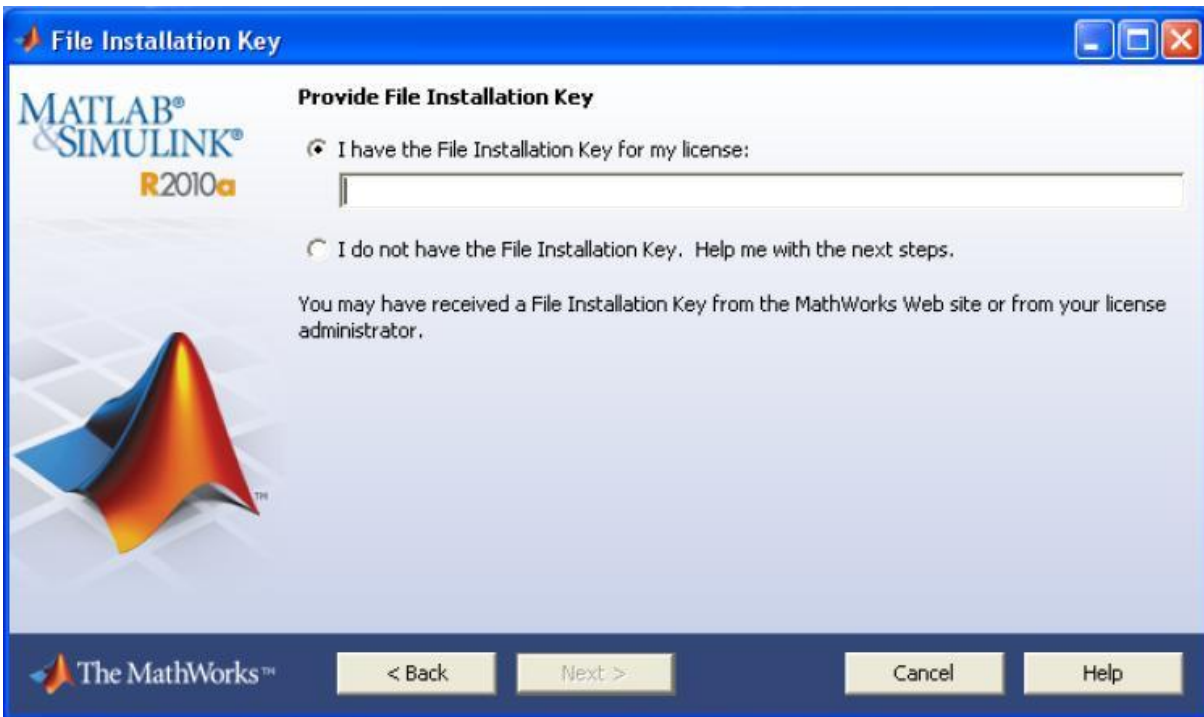 File Installation Key
MATLAB®
&SIMULINK®
R2010a
Provide File Installation Key
I have the File Installation Key for my license:
I do not have the File Installation Key.  Help me with the next steps.
You may have received a File Installation Key from the MathWorks Web site or from your license
administrator.
TM
The MathWorks™
< Back
Next >
Cancel
Help